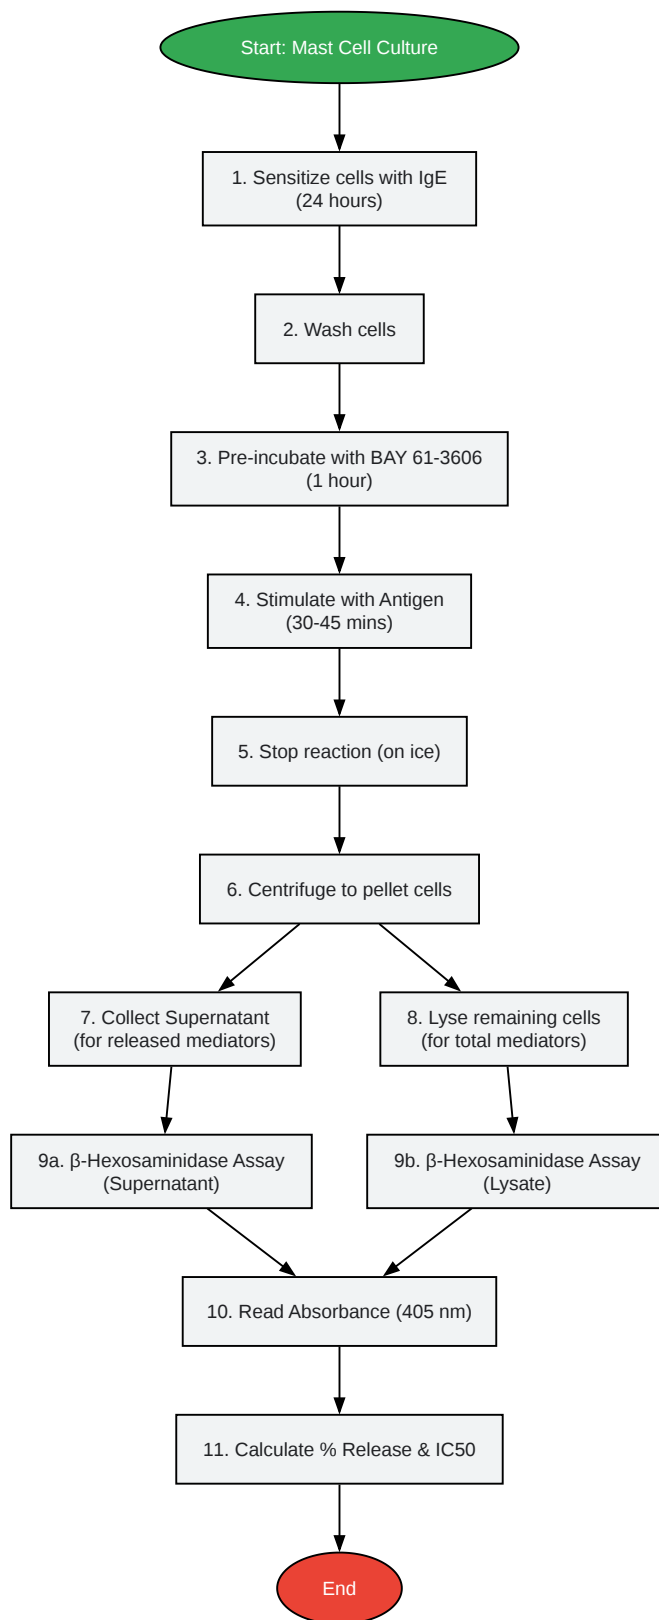 Start: Mast Cell Culture
1. Sensitize cells with IgE
(24 hours)
2. Wash cells
3. Pre-incubate with BAY 61-3606
(1 hour)
4. Stimulate with Antigen
(30-45 mins)
5. Stop reaction (on ice)
6. Centrifuge to pellet cells
7. Collect Supernatant
(for released mediators)
8. Lyse remaining cells
(for total mediators)
9a. β-Hexosaminidase Assay
(Supernatant)
9b. β-Hexosaminidase Assay
(Lysate)
10. Read Absorbance (405 nm)
11. Calculate % Release & IC50
End